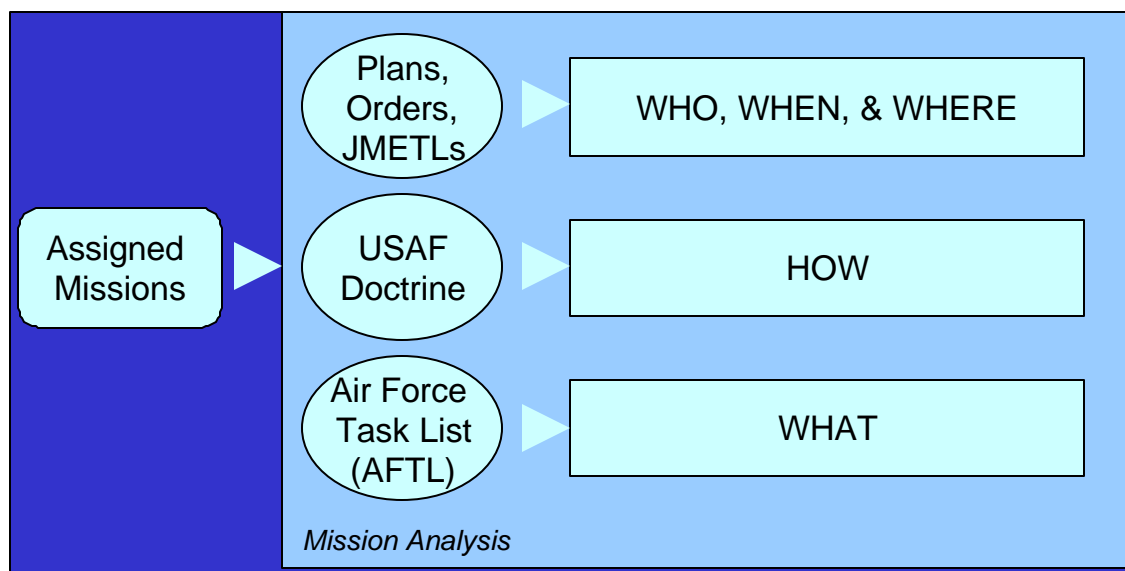 Plans,
Orders,
JMETLs
WHO, WHEN, & WHERE
Assigned
Missions
USAF
Doctrine
HOW
Air Force
Task List
(AFTL)
WHAT
Mission Analysis